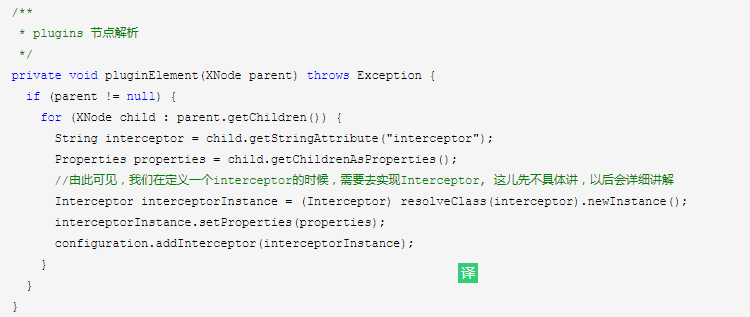 /**
 * plugins 节点解析
 */
private void pluginElement(XNode parent) throws Exception {
  if (parent != null) {
    for (XNode child : parent.getChildren()) {
      String interceptor = child.getStringAttribute("interceptor");
      Properties properties = child.getChildrenAsProperties();
      //由此可见，我们在定义一个interceptor的时候，需要去实现Interceptor, 这儿先不具体讲，以后会详细讲解
      Interceptor interceptorInstance = (Interceptor) resolveClass(interceptor).newInstance();
      interceptorInstance.setProperties(properties);
      configuration.addInterceptor(interceptorInstance);
    }
译
  }
}